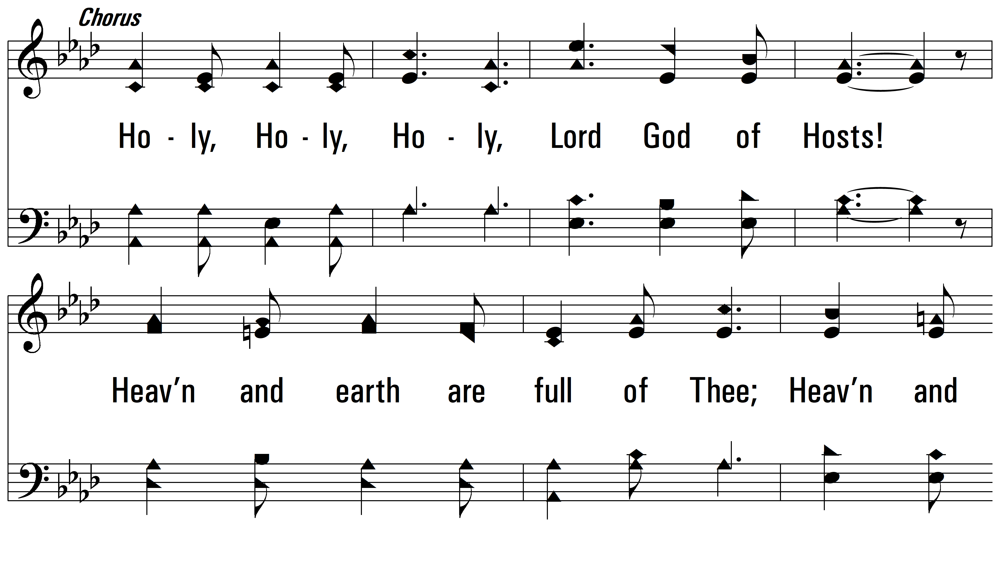 Chorus
Ho - ly, Ho - ly, Ho - ly, Lord God of Hosts!
Heav’n and earth are full of Thee; Heav’n and